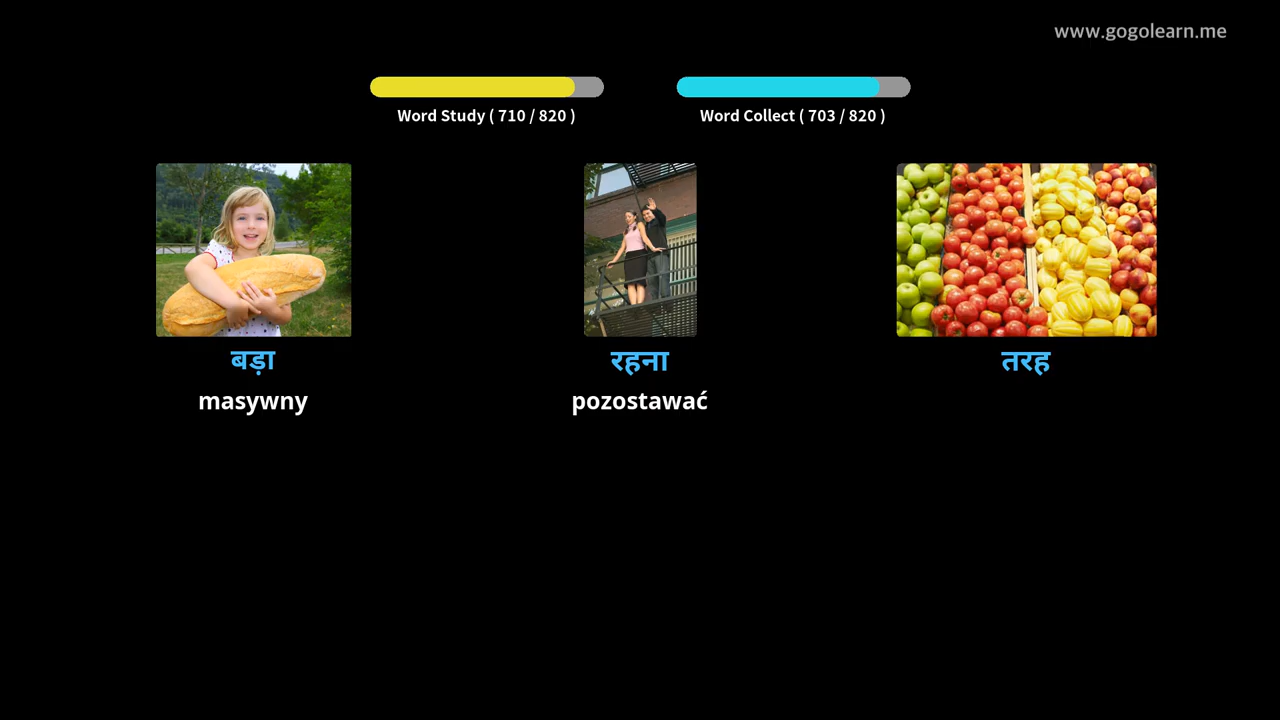 www.gogolearn.me
Word Study ( 710 / 820 )
Word Collect ( 703 / 820 )
बड़ा
रहना
तरह
masywny
pozostawać